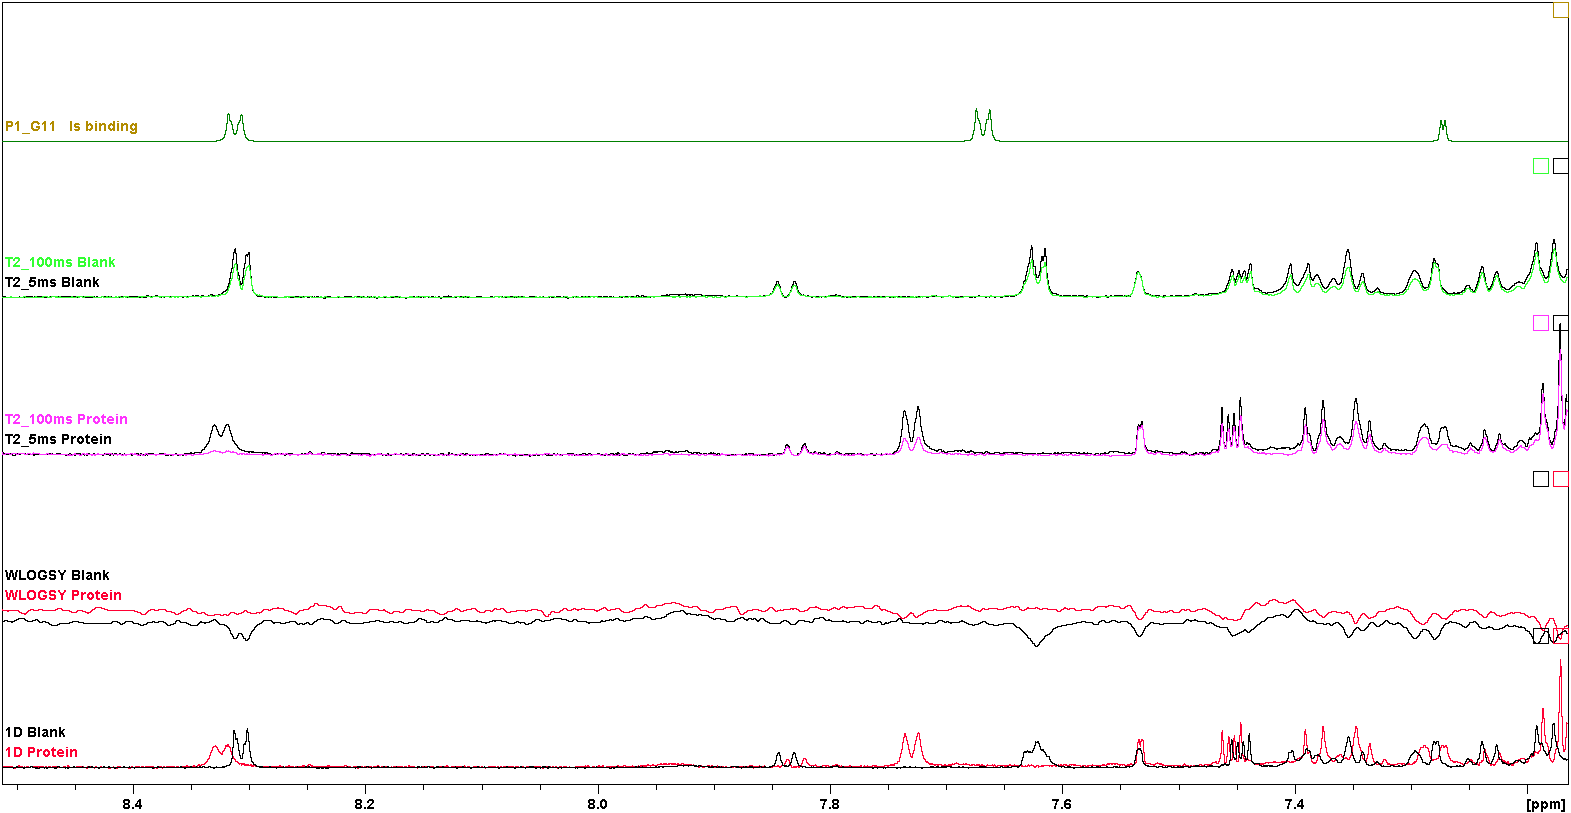 P1_G11 Is binding
T2_100ms Blank
T2_5ms Blank
T2_100ms Protein
T2_5ms Protein
WLOGSY Blank
WLOGSY Protein
1D Blank
1D Protein
8.4 8.2 8.0 7.8 7.6 7.4 [ppm]